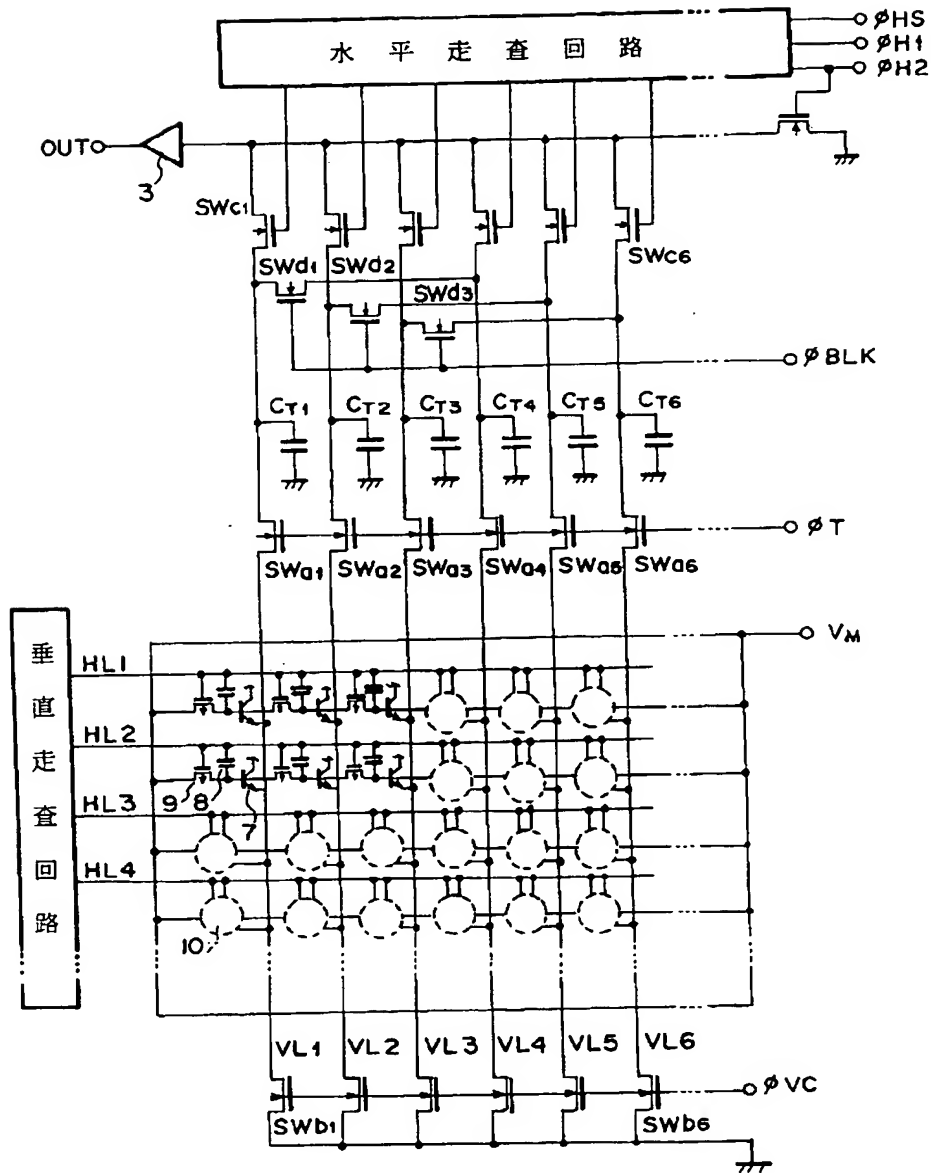 水平走査回路
φHS
φH1
φH2
OUT
3
SWc1
SWd1
SWd2
SWc6
SWd3
φBLK
CT1
CT2
CT3
CT4
CT5
CT6
φT
SWa1
SWa2
SWa3
SWa4
SWa5
SWa6
垂直走査回路
VM
HL1
HL2
9
8
7
HL3
HL4
10
VL1
VL2
VL3
VL4
VL5
VL6
φVC
SWb1
SWb6